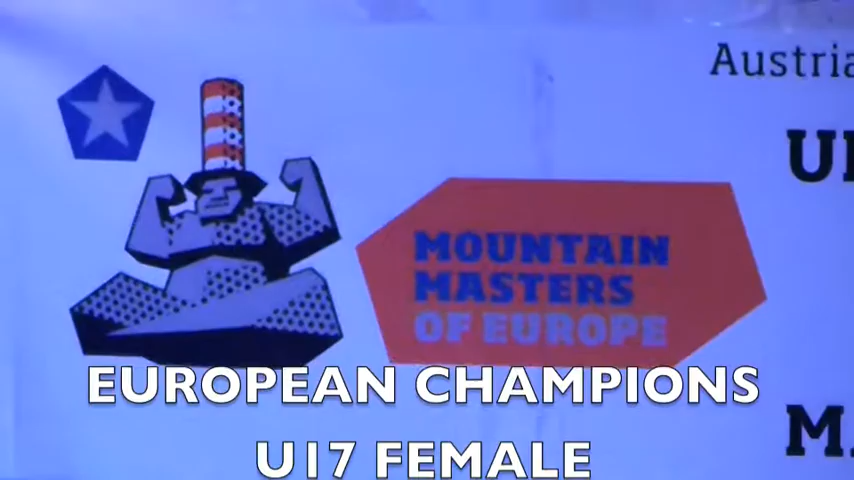 Austria
MOUNTAIN
MASTERS
OF EUROPE
EUROPEAN CHAMPIONS
U17 FEMALE